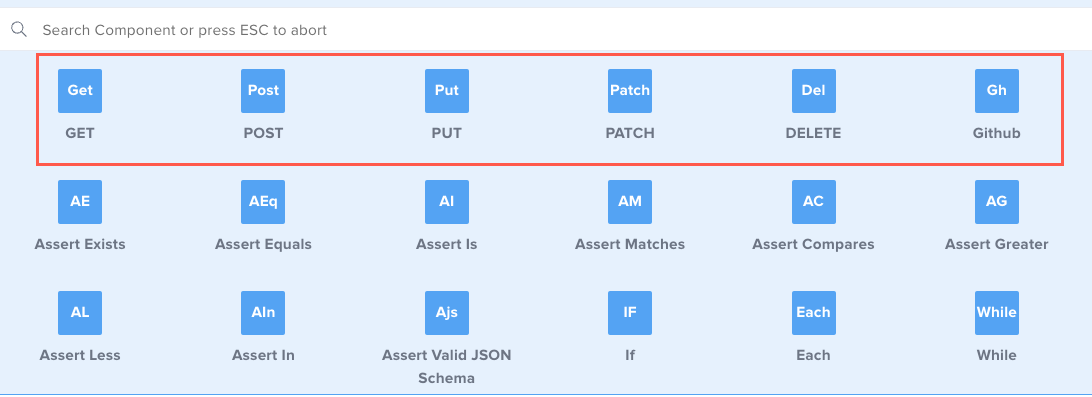 Search Component or press ESC to abort
Get Post Put Patch Del Gh
GET POST PUT PATCH DELETE Github
AE AEq AI AM AC AG
Assert Exists Assert Equals Assert Is Assert Matches Assert Compares Assert Greater
AL AIn Ajs IF Each While
Assert Less Assert In Assert Valid JSON If Each While
Schema